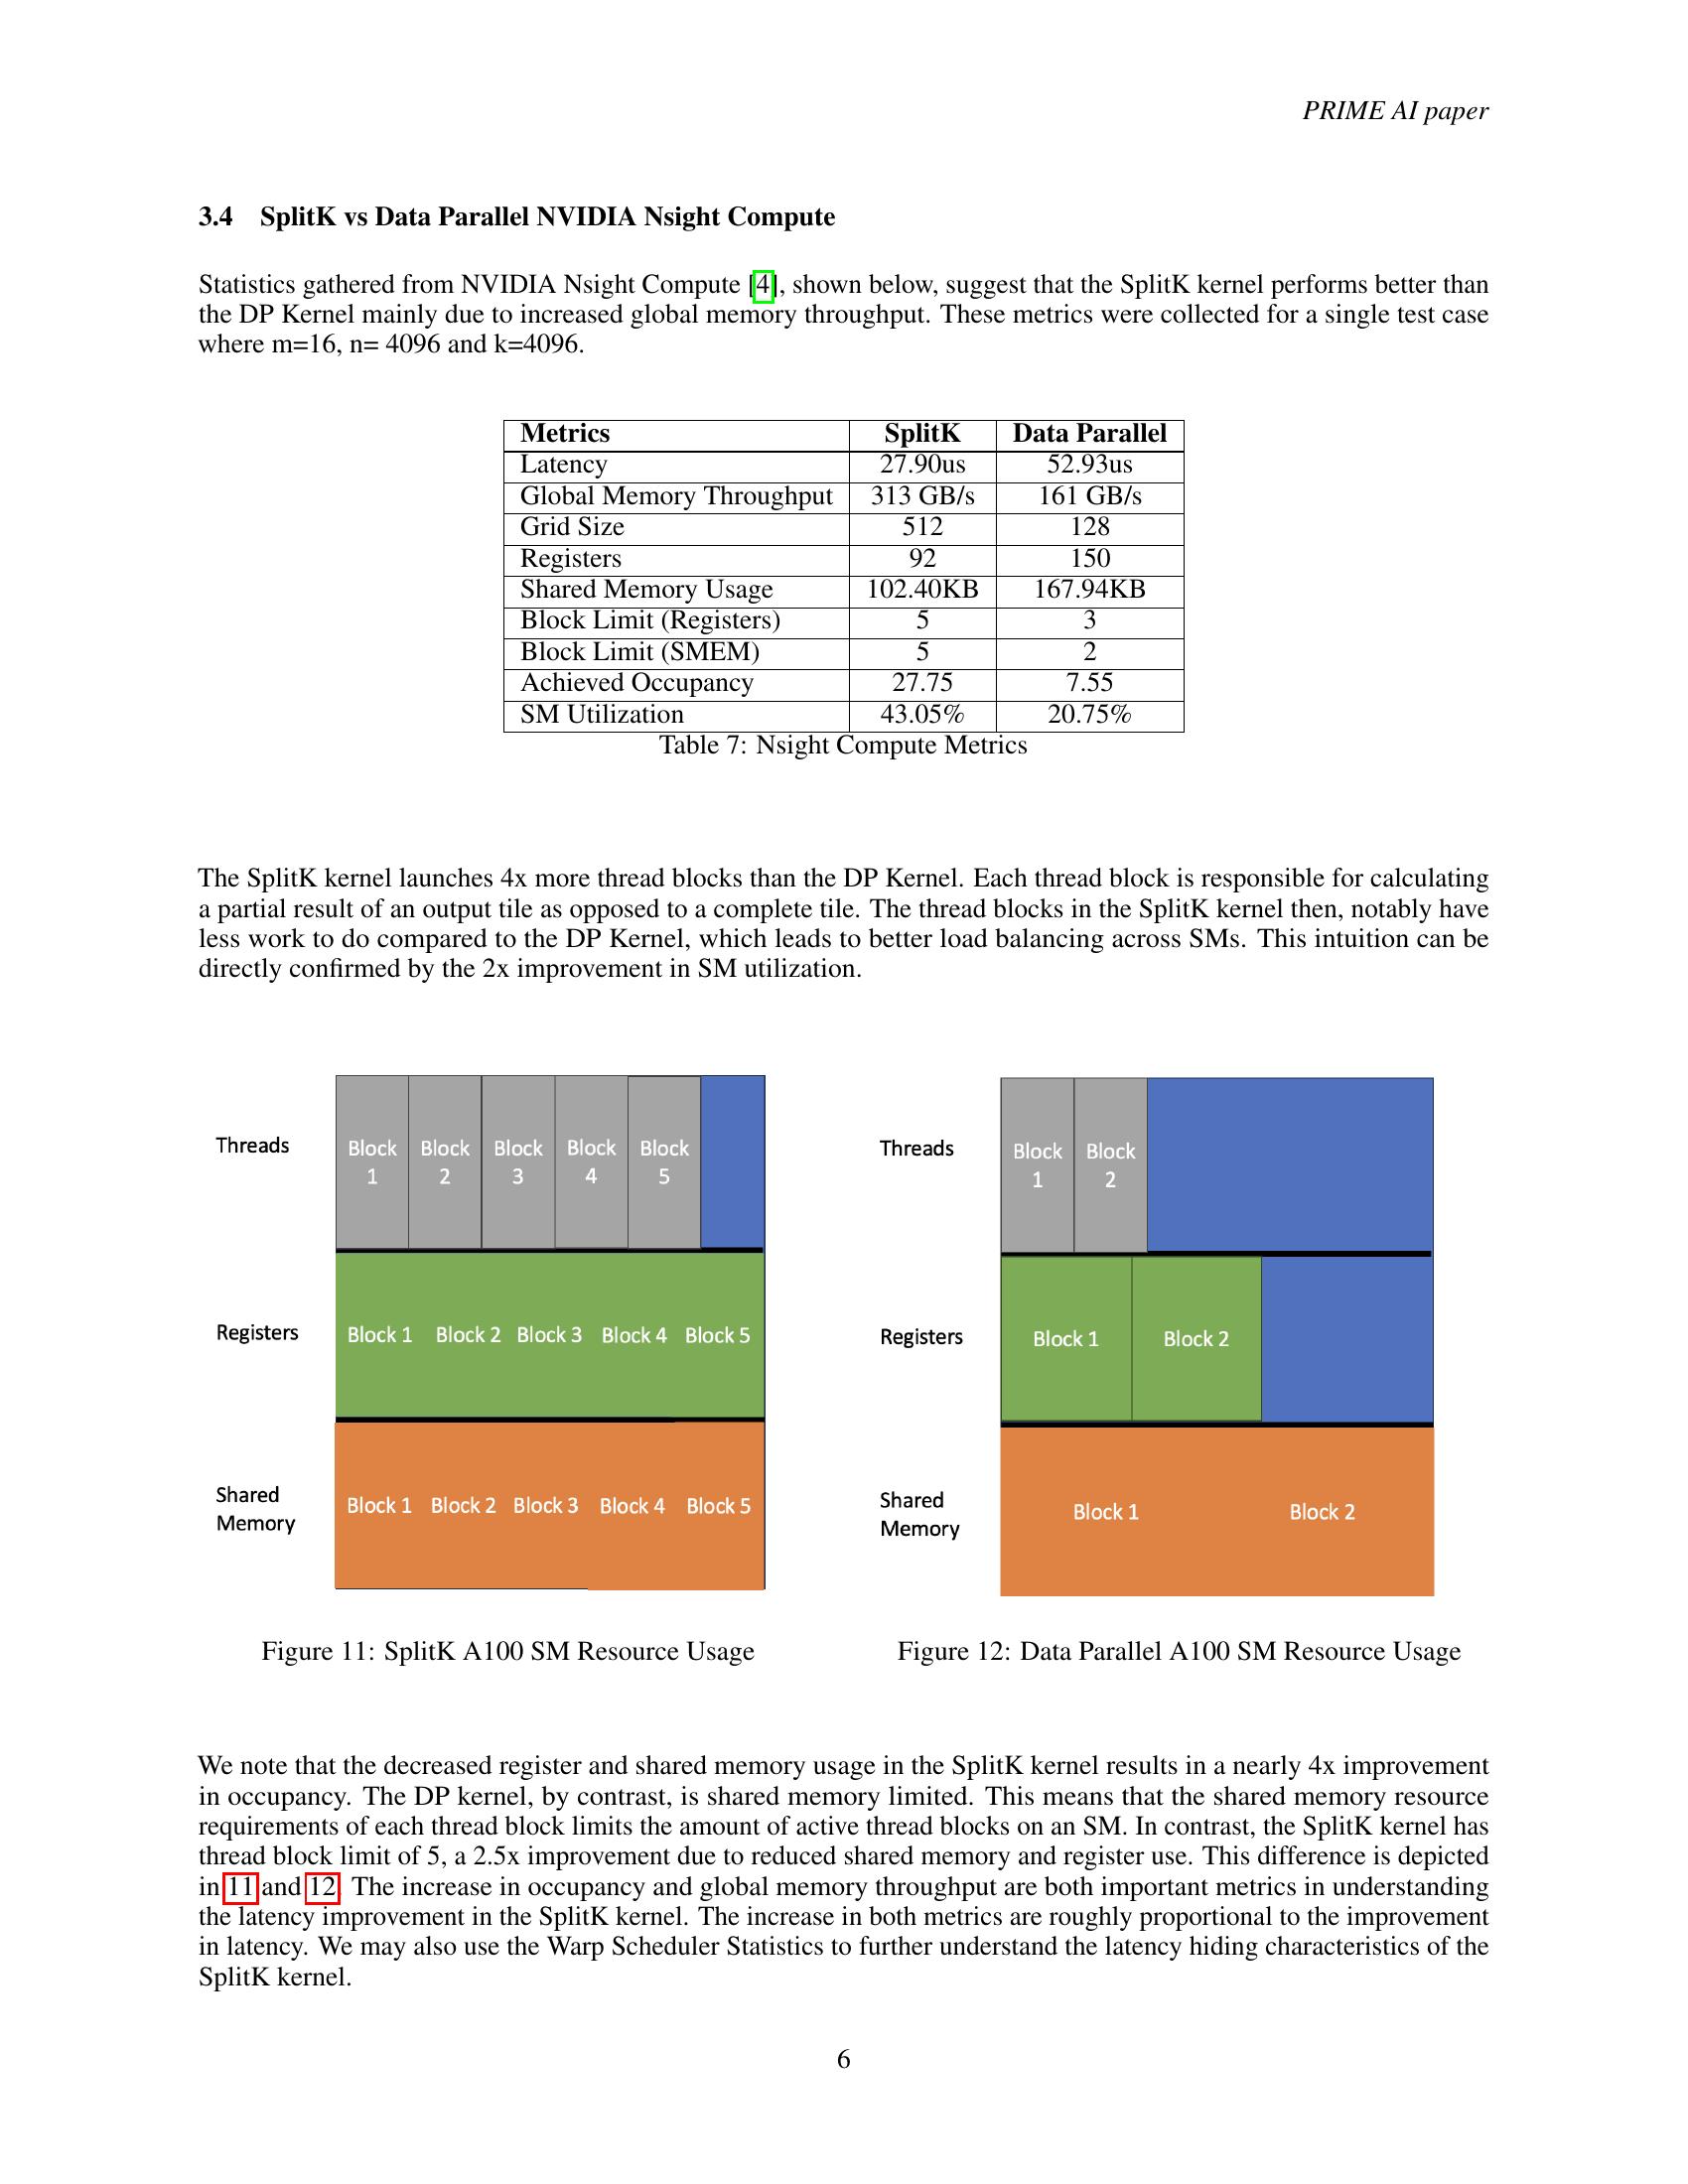 PRIME AI paper
3.4 SplitK vs Data Parallel NVIDIA Nsight Compute
Statistics gathered from NVIDIA Nsight Compute [4], shown below, suggest that the SplitK kernel performs better than
the DP Kernel mainly due to increased global memory throughput. These metrics were collected for a single test case
where m=16, n= 4096 and k=4096.
Metrics SplitK Data Parallel
Latency 27.90us 52.93us
Global Memory Throughput 313 GB/s 161 GB/s
Grid Size 512 128
Registers 92 150
Shared Memory Usage 102.40KB 167.94KB
Block Limit (Registers) 5 3
Block Limit (SMEM) 5 2
Achieved Occupancy 27.75 7.55
SM Utilization 43.05% 20.75%
Table 7: Nsight Compute Metrics
The SplitK kernel launches 4x more thread blocks than the DP Kernel. Each thread block is responsible for calculating
a partial result of an output tile as opposed to a complete tile. The thread blocks in the SplitK kernel then, notably have
less work to do compared to the DP Kernel, which leads to better load balancing across SMs. This intuition can be
directly confirmed by the 2x improvement in SM utilization.
Threads
Block Block Block Block Block
1 2 3 4 5
Registers
Block 1 Block 2 Block 3 Block 4 Block 5
Shared
Memory
Block 1 Block 2 Block 3 Block 4 Block 5
Figure 11: SplitK A100 SM Resource Usage
Threads
Block Block
1 2
Registers
Block 1 Block 2
Shared
Memory
Block 1 Block 2
Figure 12: Data Parallel A100 SM Resource Usage
We note that the decreased register and shared memory usage in the SplitK kernel results in a nearly 4x improvement
in occupancy. The DP kernel, by contrast, is shared memory limited. This means that the shared memory resource
requirements of each thread block limits the amount of active thread blocks on an SM. In contrast, the SplitK kernel has
thread block limit of 5, a 2.5x improvement due to reduced shared memory and register use. This difference is depicted
in 11 and 12. The increase in occupancy and global memory throughput are both important metrics in understanding
the latency improvement in the SplitK kernel. The increase in both metrics are roughly proportional to the improvement
in latency. We may also use the Warp Scheduler Statistics to further understand the latency hiding characteristics of the
SplitK kernel.
6